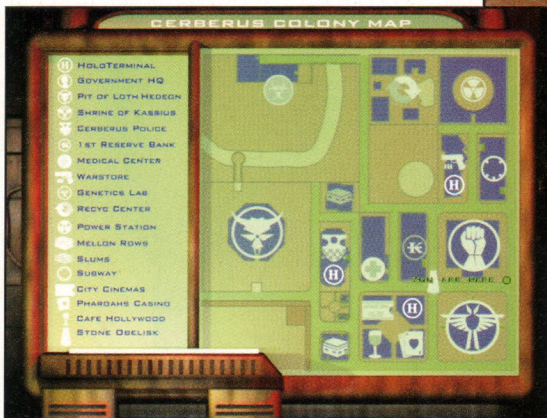 CERBERUS COLONY MAP
HOLOTERMINAL
GOVERNMENT HQ
PIT OF LOTH HEDEON
SHRINE OF KASSIUS
CERBERUS POLICE
1ST RESERVE BANK
MEDICAL CENTER
WARSTORE
GENETICS LAB
RECYC CENTER
POWER STATION
MELLON ROWS
SLUMS
SUBWAY
CITY CINEMAS
PHAROAHS CASINO
CAFE HOLLYWOOD
STONE OBELISK
H
H
K
YOU ARE HERE
H